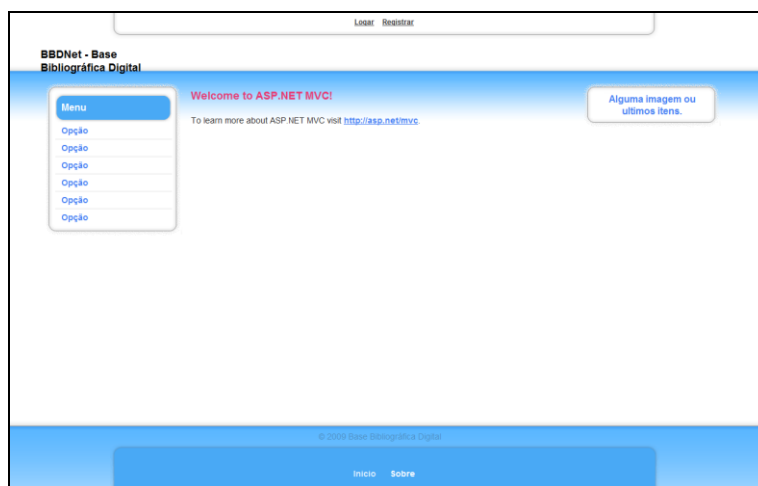 Logar Registrar
BBDNet - Base
Bibliográfica Digital
Menu
Opção
Opção
Opção
Opção
Opção
Opção
Welcome to ASP.NET MVC!
To learn more about ASP.NET MVC visit http://asp.net/mvc.
Alguma imagem ou
ultimos itens.
© 2009 Base Bibliográfica Digital
Inicio Sobre